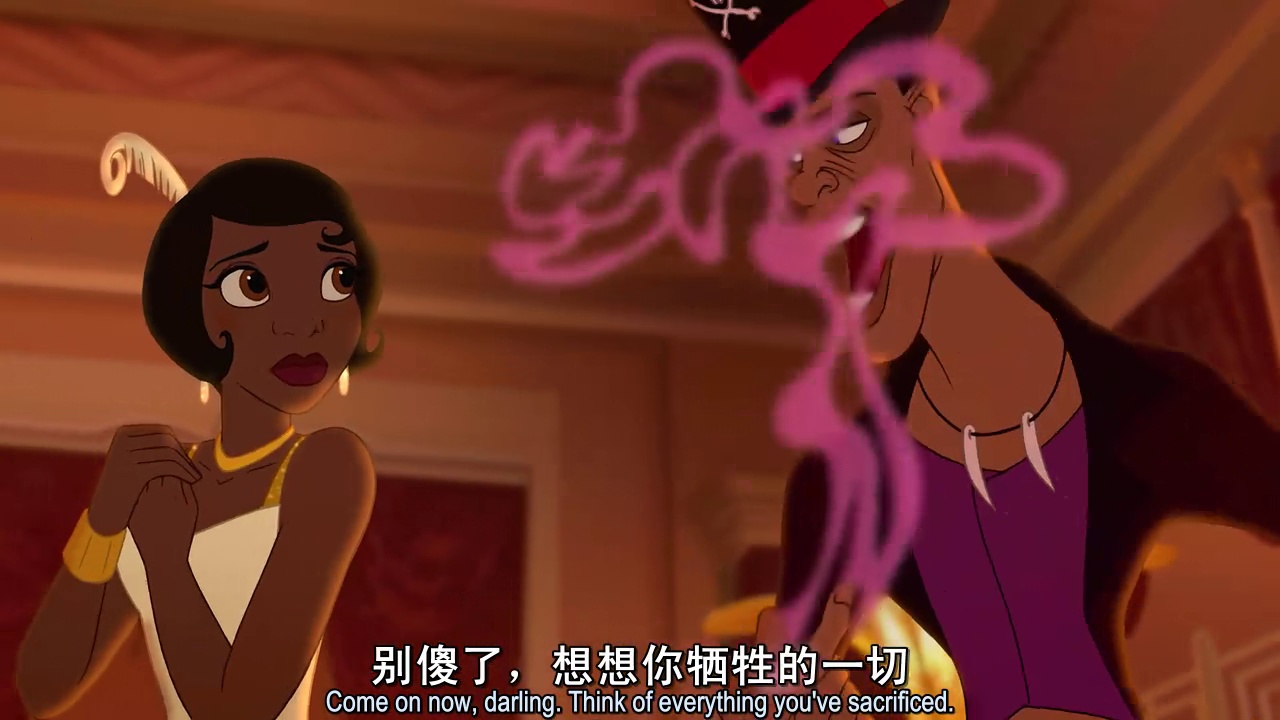 别傻了，想想你牺牲的一切
Come on now, darling. Think of everything you've sacrificed.